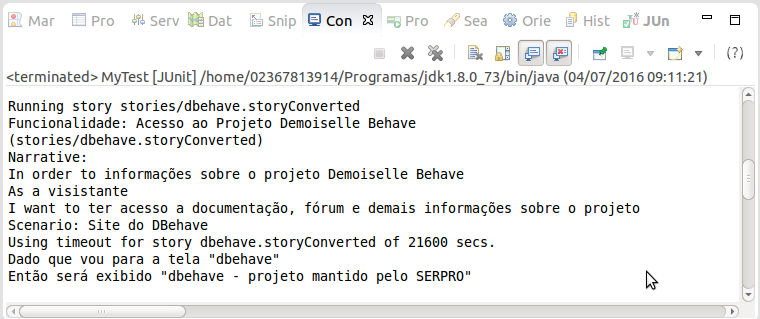 Mar Pro Serv Dat Snip Con Pro Sea Orie Hist JUn
(?)
<terminated> MyTest [JUnit] /home/02367813914/Programas/jdk1.8.0_73/bin/java (04/07/2016 09:11:21)
Running story stories/dbehave.storyConverted
Funcionalidade: Acesso ao Projeto Demoiselle Behave
(stories/dbehave.storyConverted)
Narrative:
In order to informações sobre o projeto Demoiselle Behave
As a visistante
I want to ter acesso a documentação, fórum e demais informações sobre o projeto
Scenario: Site do DBehave
Using timeout for story dbehave.storyConverted of 21600 secs.
Dado que vou para a tela "dbehave"
Então será exibido "dbehave - projeto mantido pelo SERPRO"